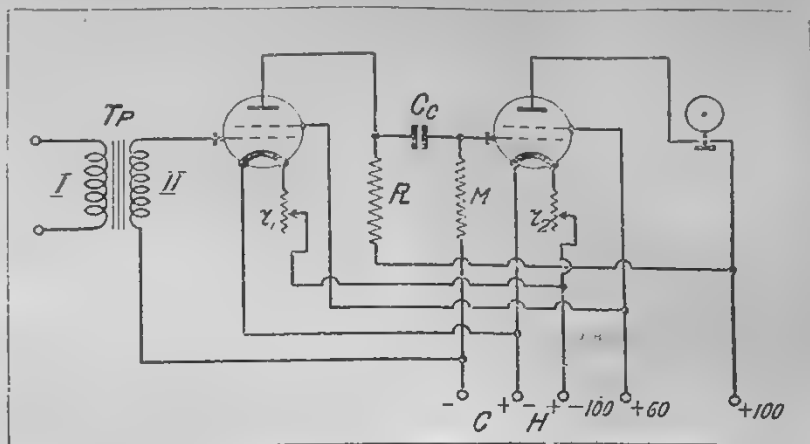 Tp
I
II
r₁
R
Cc
M
r₂
- C + - H + -100 +60 +100